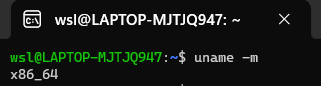 wsl@LAPTOP-MJTJQ947: ~
wsl@LAPTOP-MJTJQ947:~$ uname -m
x86_64